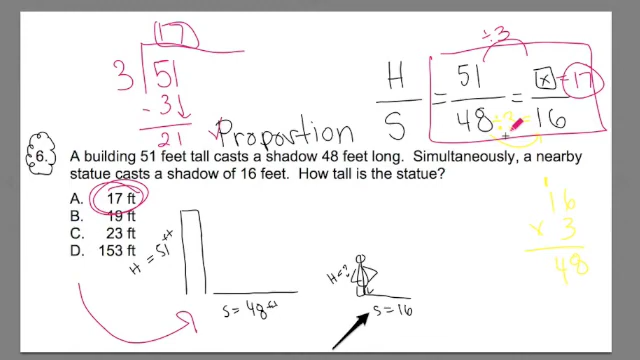 17
3 51
- 3↓
21
H = 51 = x = 17
S 48 16
÷3
÷3 =
Proportion
6. A building 51 feet tall casts a shadow 48 feet long. Simultaneously, a nearby
statue casts a shadow of 16 feet. How tall is the statue?
A. 17 ft
B. 19 ft
C. 23 ft
D. 153 ft
H = 51 ft
S = 48 ft
H = ?
S = 16
1
16
x 3
48